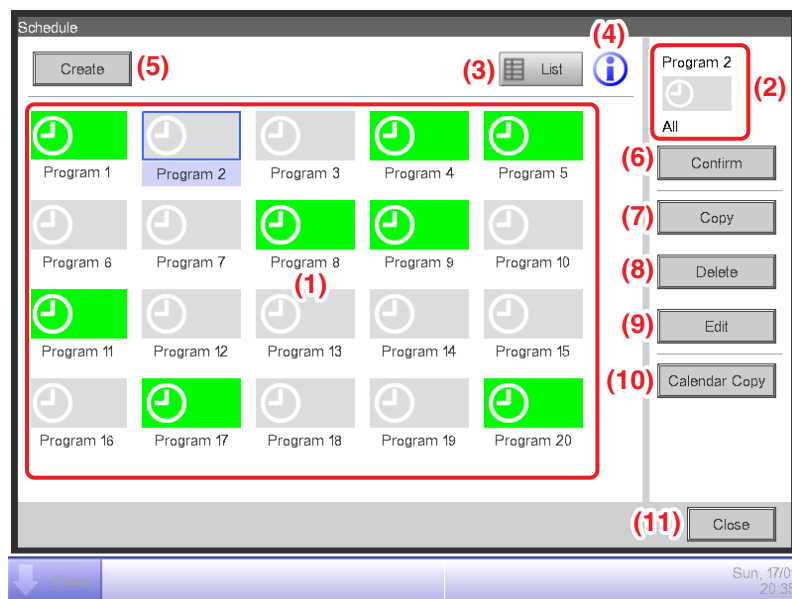 Schedule
(4)
Create (5)
(3) List
Program 2
(2)
All
Program 1 Program 2 Program 3 Program 4 Program 5
(6) Confirm
(7) Copy
Program 6 Program 7 Program 8 Program 9 Program 10
(1)
(8) Delete
(9) Edit
Program 11 Program 12 Program 13 Program 14 Program 15
(10) Calendar Copy
Program 16 Program 17 Program 18 Program 19 Program 20
(11) Close
Sun, 17/0
20:35